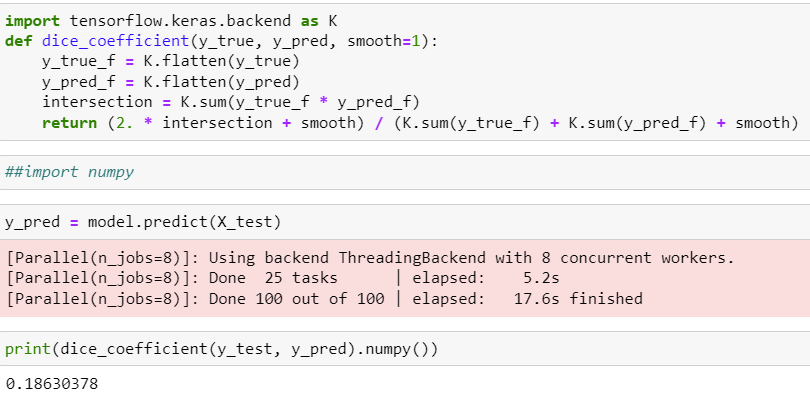 import tensorflow.keras.backend as K
def dice_coefficient(y_true, y_pred, smooth=1):
    y_true_f = K.flatten(y_true)
    y_pred_f = K.flatten(y_pred)
    intersection = K.sum(y_true_f * y_pred_f)
    return (2. * intersection + smooth) / (K.sum(y_true_f) + K.sum(y_pred_f) + smooth)
##import numpy
y_pred = model.predict(X_test)
[Parallel(n_jobs=8)]: Using backend ThreadingBackend with 8 concurrent workers.
[Parallel(n_jobs=8)]: Done  25 tasks      | elapsed:    5.2s
[Parallel(n_jobs=8)]: Done 100 out of 100 | elapsed:   17.6s finished
print(dice_coefficient(y_test, y_pred).numpy())
0.18630378